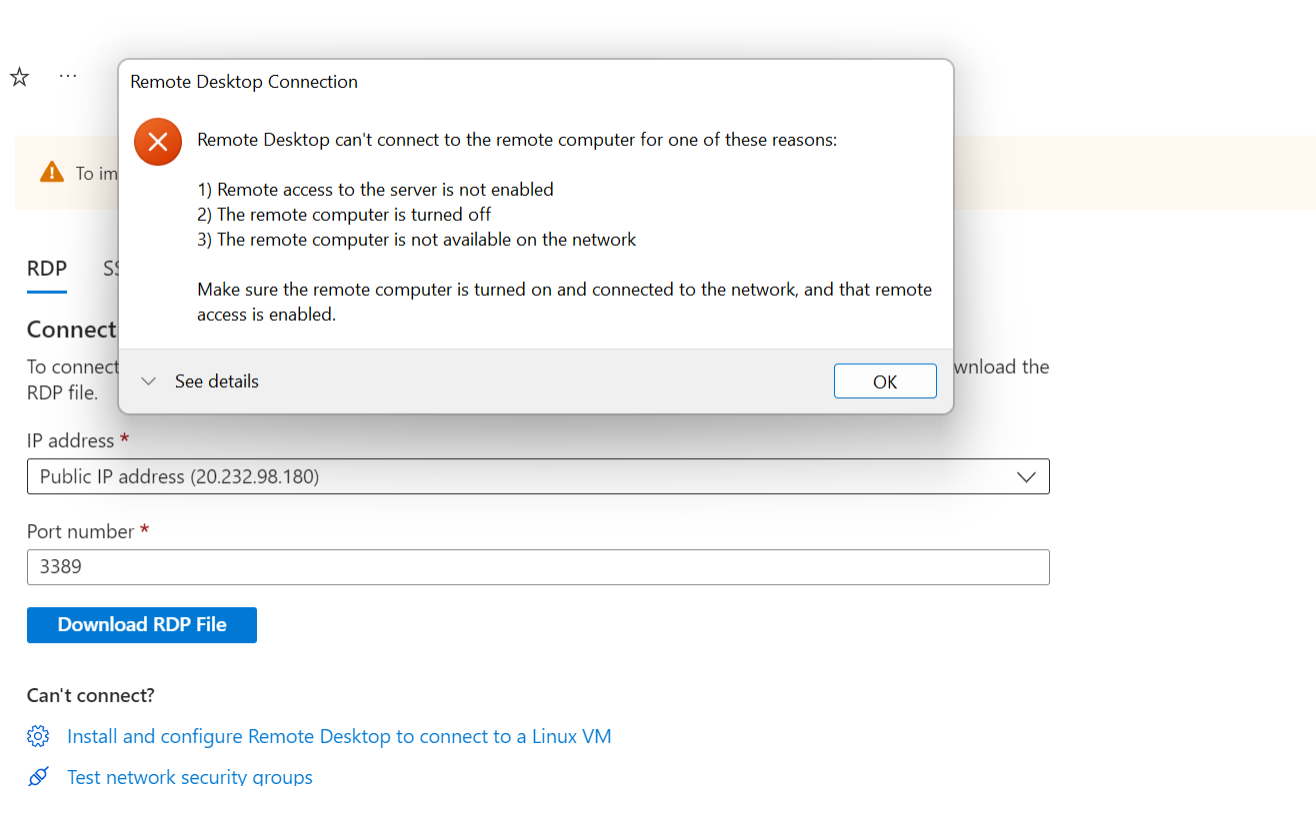 Remote Desktop Connection
Remote Desktop can't connect to the remote computer for one of these reasons:
1) Remote access to the server is not enabled
2) The remote computer is turned off
3) The remote computer is not available on the network
Make sure the remote computer is turned on and connected to the network, and that remote
access is enabled.
See details
OK
To im
RDP
SS
Connect
To connect
wnload the
RDP file.
IP address *
Public IP address (20.232.98.180)
Port number *
3389
Download RDP File
Can't connect?
Install and configure Remote Desktop to connect to a Linux VM
Test network security groups